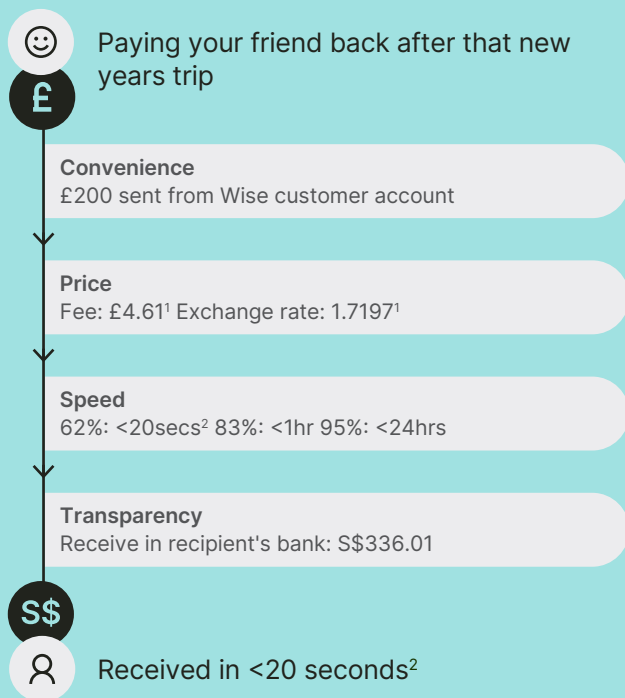 Paying your friend back after that new
years trip
£
Convenience
£200 sent from Wise customer account
Price
Fee: £4.61¹ Exchange rate: 1.7197¹
Speed
62%: <20secs² 83%: <1hr 95%: <24hrs
Transparency
Receive in recipient's bank: S$336.01
S$
Received in <20 seconds²